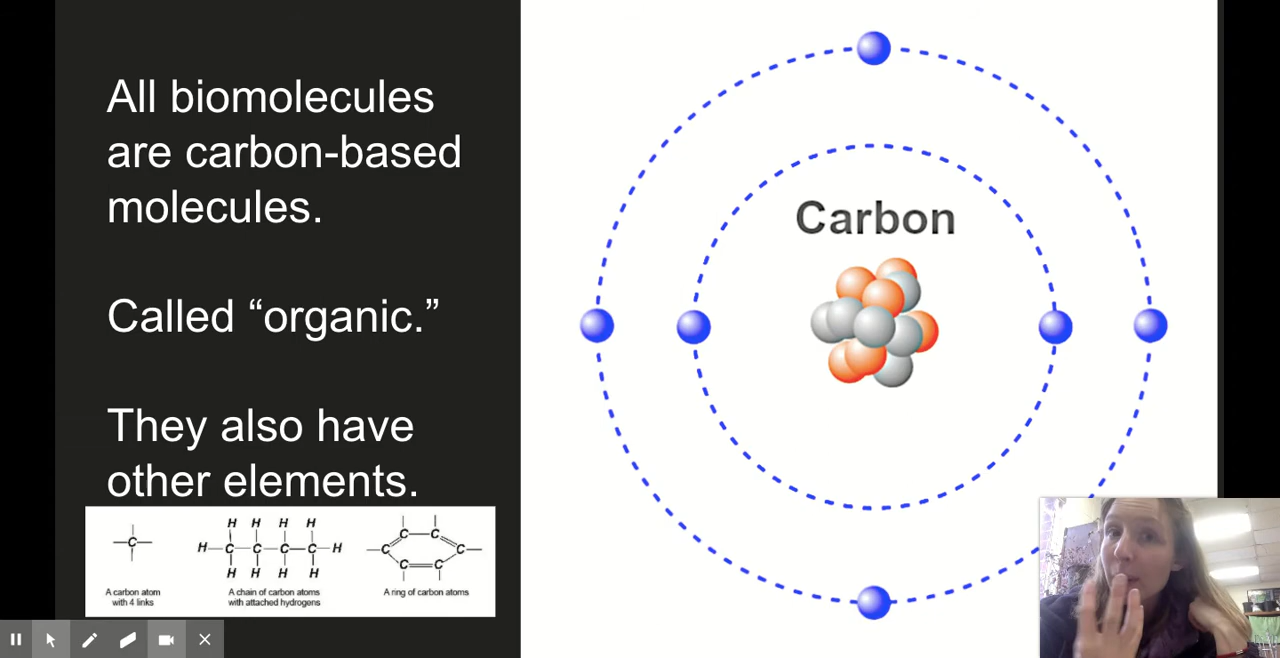 All biomolecules
are carbon-based
molecules.
Called “organic.”
They also have
other elements.
H H H H
H C C C C H
H H H H
C
C C
C C
C C
A carbon atom
with 4 links
A chain of carbon atoms
with attached hydrogens
A ring of carbon atoms
Carbon